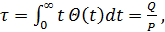 τ = ∫₀^∞ t Θ(t)dt = Q/P ,